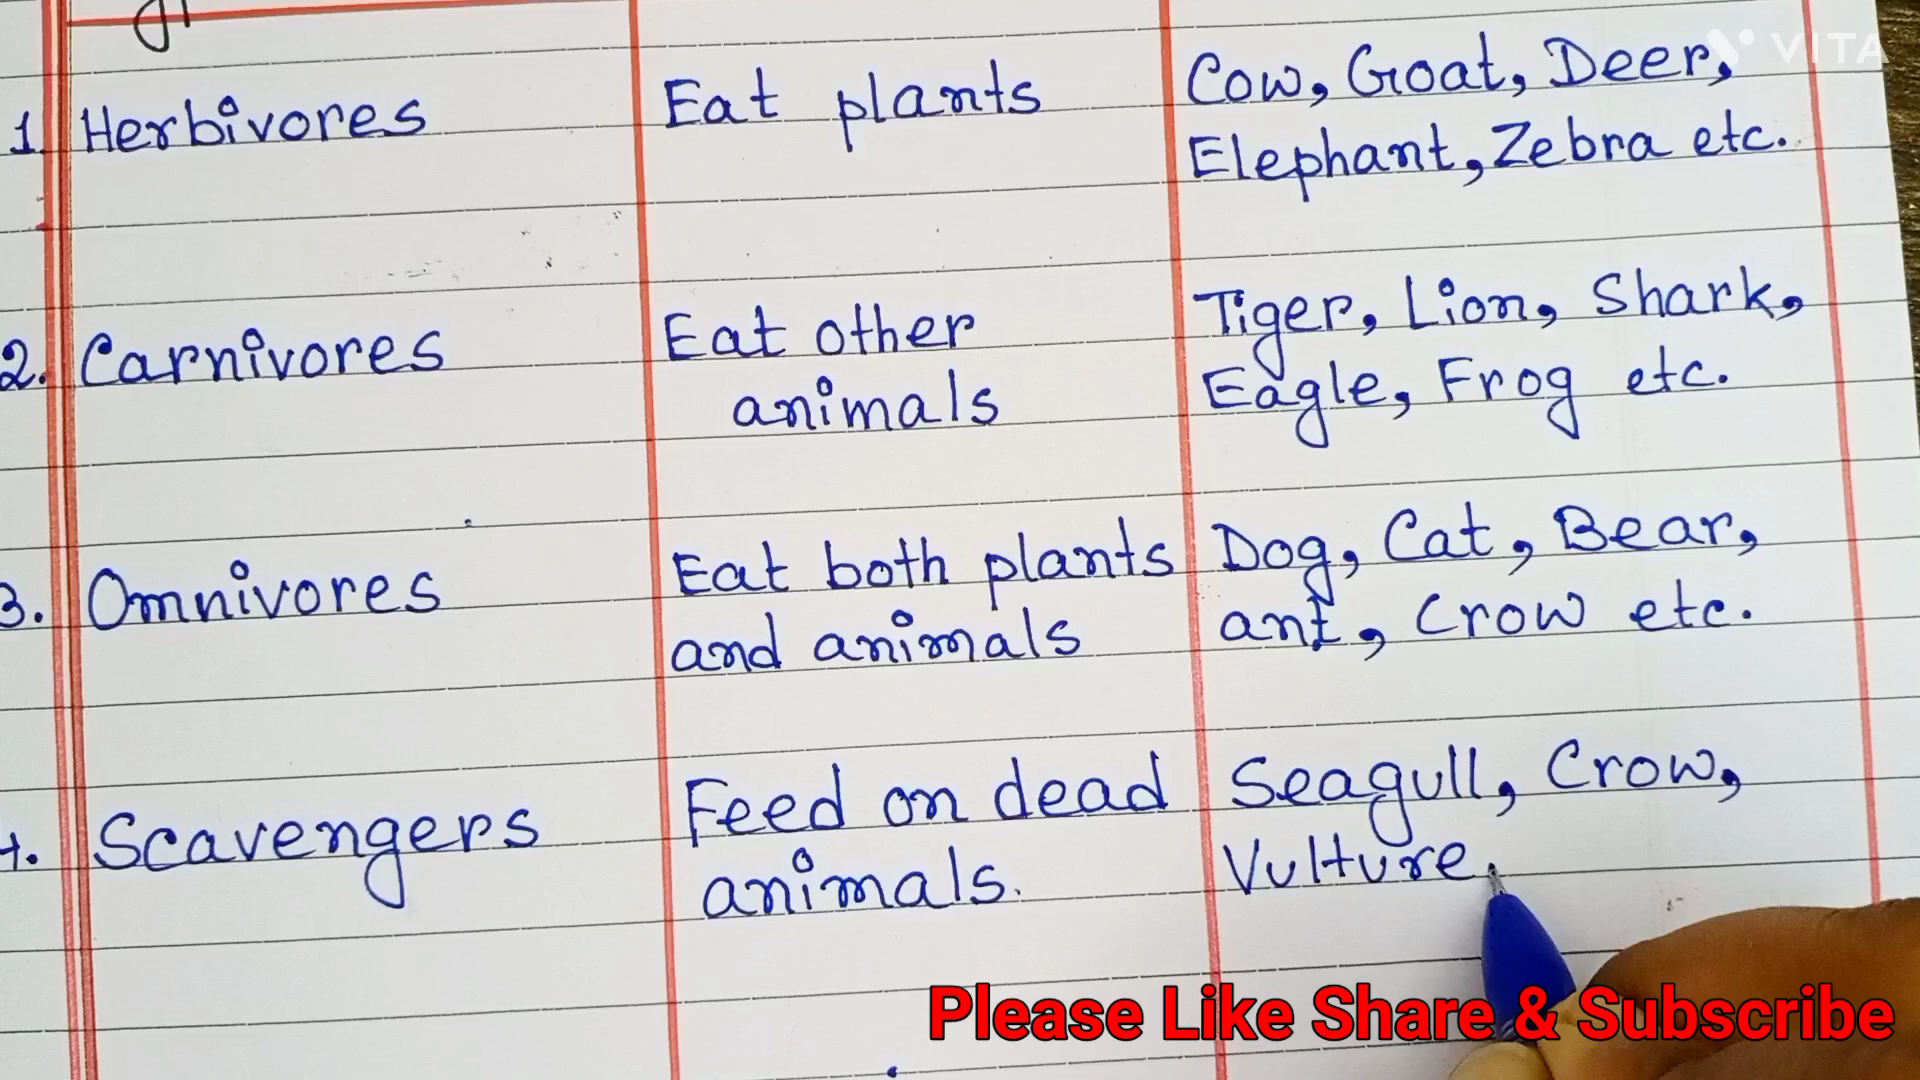 VITA
1. Herbivores Eat plants Cow, Goat, Deer,
Elephant, Zebra etc.
2. Carnivores Eat other Tiger, Lion, Shark,
animals Eagle, Frog etc.
3. Omnivores Eat both plants Dog, Cat, Bear,
and animals ant, Crow etc.
4. Scavengers Feed on dead Seagull, Crow,
animals. Vulture.
Please Like Share & Subscribe